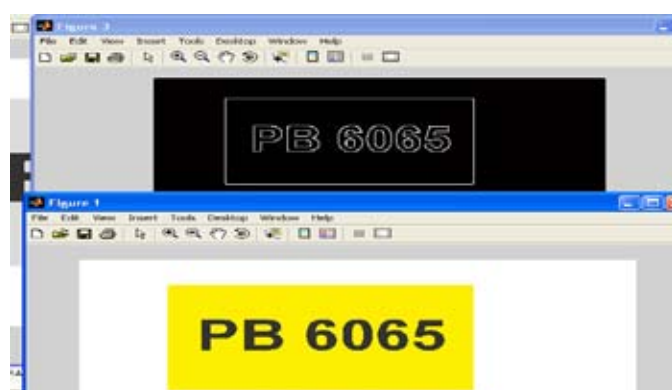 Figure 3
File Edit View Insert Tools Desktop Window Help
PB 6065
Figure 1
File Edit View Insert Tools Desktop Window Help
PB 6065